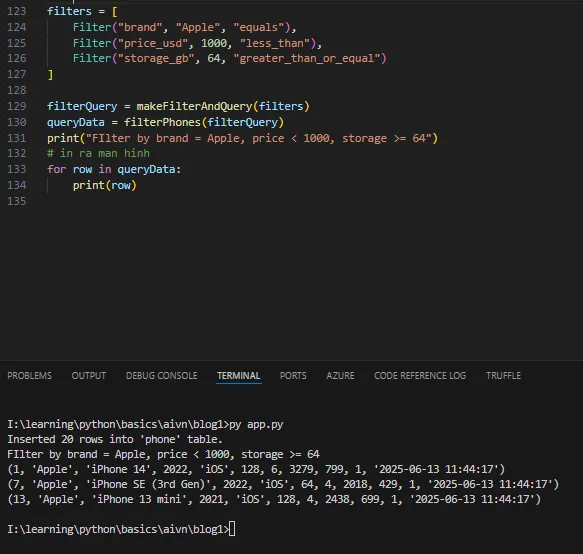 123 filters = [
124     Filter("brand", "Apple", "equals"),
125     Filter("price_usd", 1000, "less_than"),
126     Filter("storage_gb", 64, "greater_than_or_equal")
127 ]
128
129 filterQuery = makeFilterAndQuery(filters)
130 queryData = filterPhones(filterQuery)
131 print("FIlter by brand = Apple, price < 1000, storage >= 64")
132 # in ra man hinh
133 for row in queryData:
134     print(row)
135
PROBLEMS OUTPUT DEBUG CONSOLE TERMINAL PORTS AZURE CODE REFERENCE LOG TRUFFLE
I:\learning\python\basics\aivn\blog1>py app.py
Inserted 20 rows into 'phone' table.
FIlter by brand = Apple, price < 1000, storage >= 64
(1, 'Apple', 'iPhone 14', 2022, 'iOS', 128, 6, 3279, 799, 1, '2025-06-13 11:44:17')
(7, 'Apple', 'iPhone SE (3rd Gen)', 2022, 'iOS', 64, 4, 2018, 429, 1, '2025-06-13 11:44:17')
(13, 'Apple', 'iPhone 13 mini', 2021, 'iOS', 128, 4, 2438, 699, 1, '2025-06-13 11:44:17')
I:\learning\python\basics\aivn\blog1>